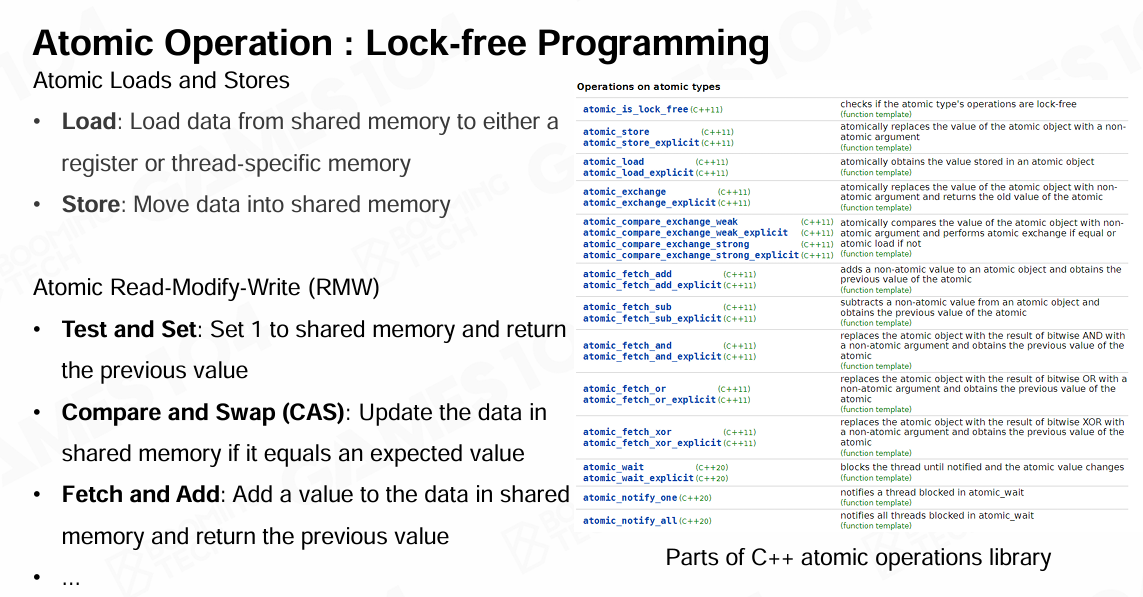 Atomic Operation : Lock-free Programming
Atomic Loads and Stores
• Load: Load data from shared memory to either a
register or thread-specific memory
• Store: Move data into shared memory
Atomic Read-Modify-Write (RMW)
• Test and Set: Set 1 to shared memory and return
the previous value
• Compare and Swap (CAS): Update the data in
shared memory if it equals an expected value
• Fetch and Add: Add a value to the data in shared
memory and return the previous value
• ...
Operations on atomic types
atomic_is_lock_free (C++11)
checks if the atomic type's operations are lock-free
(function template)
atomic_store (C++11)
atomic_store_explicit (C++11)
atomically replaces the value of the atomic object with a non-
atomic argument
(function template)
atomic_load (C++11)
atomic_load_explicit (C++11)
atomically obtains the value stored in an atomic object
(function template)
atomic_exchange (C++11)
atomic_exchange_explicit (C++11)
atomically replaces the value of the atomic object with non-
atomic argument and returns the old value of the atomic
(function template)
atomic_compare_exchange_weak (C++11)
atomic_compare_exchange_weak_explicit (C++11)
atomic_compare_exchange_strong (C++11)
atomic_compare_exchange_strong_explicit (C++11)
atomically compares the value of the atomic object with non-
atomic argument and performs atomic exchange if equal or
atomic load if not
(function template)
atomic_fetch_add (C++11)
atomic_fetch_add_explicit (C++11)
adds a non-atomic value to an atomic object and obtains the
previous value of the atomic
(function template)
atomic_fetch_sub (C++11)
atomic_fetch_sub_explicit (C++11)
subtracts a non-atomic value from an atomic object and
obtains the previous value of the atomic
(function template)
atomic_fetch_and (C++11)
atomic_fetch_and_explicit (C++11)
replaces the atomic object with the result of bitwise AND with
a non-atomic argument and obtains the previous value of the
atomic
(function template)
atomic_fetch_or (C++11)
atomic_fetch_or_explicit (C++11)
replaces the atomic object with the result of bitwise OR with a
non-atomic argument and obtains the previous value of the
atomic
(function template)
atomic_fetch_xor (C++11)
atomic_fetch_xor_explicit (C++11)
replaces the atomic object with the result of bitwise XOR with
a non-atomic argument and obtains the previous value of the
atomic
(function template)
atomic_wait (C++20)
atomic_wait_explicit (C++20)
blocks the thread until notified and the atomic value changes
(function template)
atomic_notify_one (C++20)
notifies a thread blocked in atomic_wait
(function template)
atomic_notify_all (C++20)
notifies all threads blocked in atomic_wait
(function template)
Parts of C++ atomic operations library